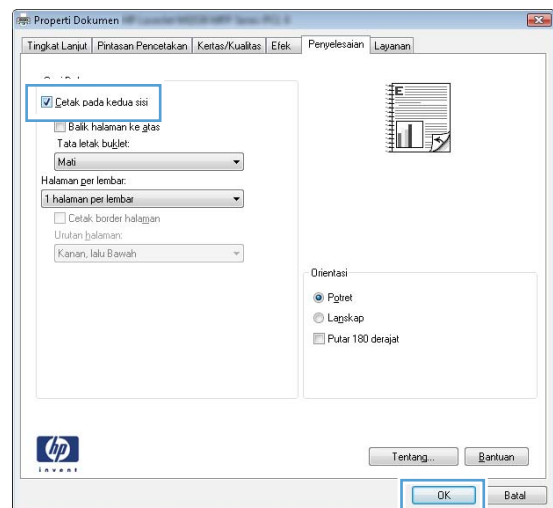 Properti Dokumen
Tingkat Lanjut Pintasan Pencetakan Kertas/Kualitas Efek Penyelesaian Layanan
Cetak pada kedua sisi
Balik halaman ke atas
Tata letak buklet:
Mati
Halaman per lembar:
1 halaman per lembar
Cetak border halaman
Urutan halaman:
Kanan, lalu Bawah
Orientasi
Potret
Lanskap
Putar 180 derajat
hp
invent
Tentang... Bantuan
OK Batal